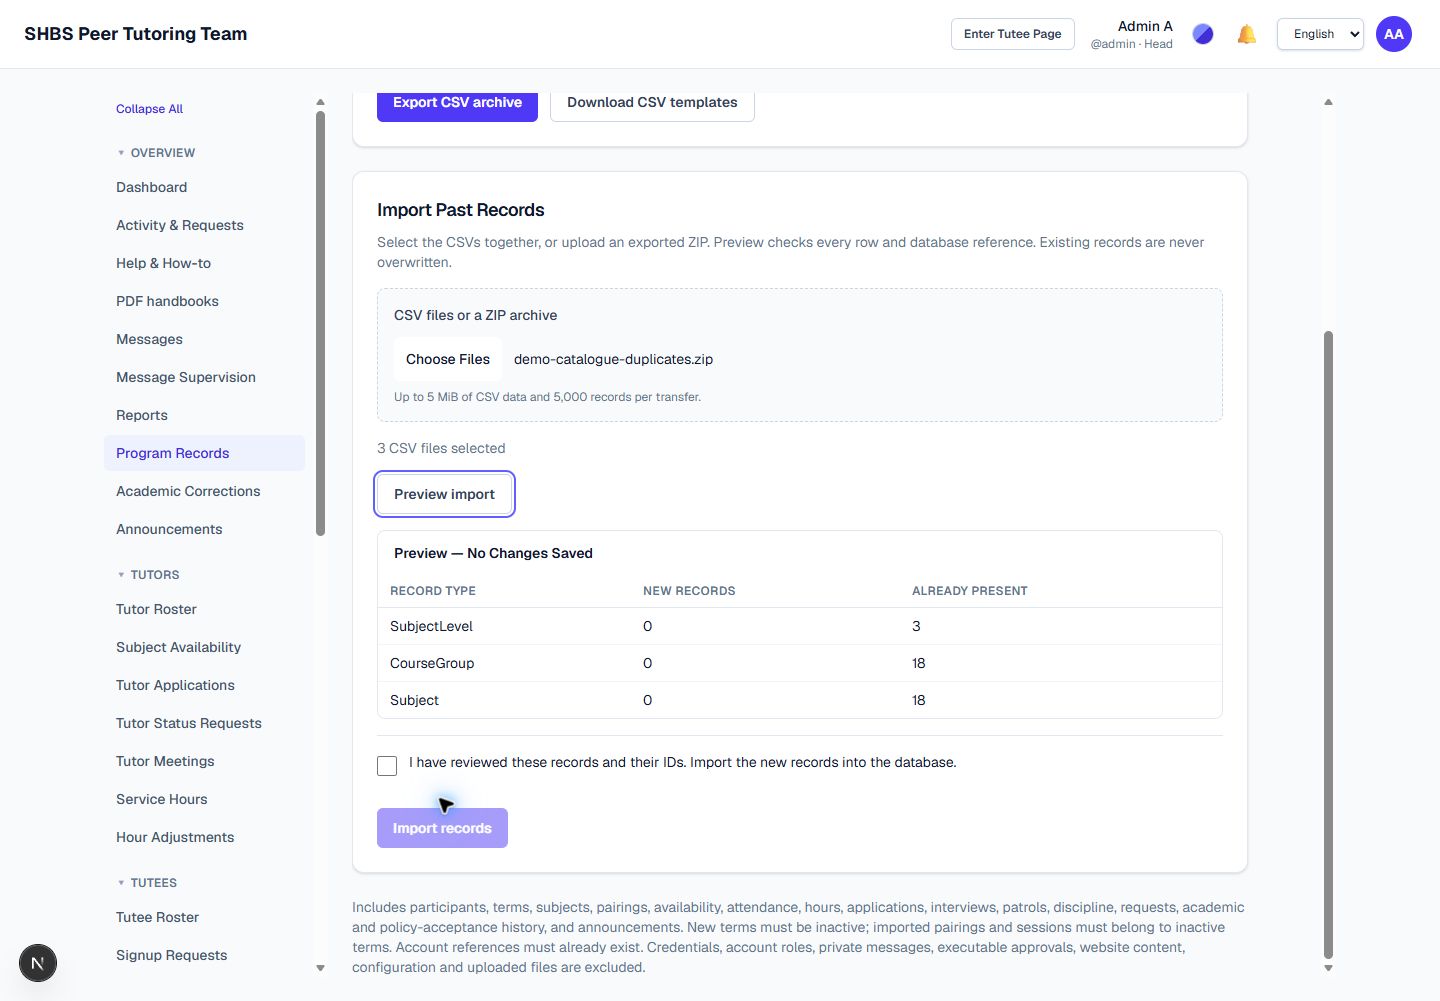 SHBS Peer Tutoring Team
Enter Tutee Page
Admin A
@admin · Head
English
AA
Collapse All
OVERVIEW
Dashboard
Activity & Requests
Help & How-to
PDF handbooks
Messages
Message Supervision
Reports
Program Records
Academic Corrections
Announcements
TUTORS
Tutor Roster
Subject Availability
Tutor Applications
Tutor Status Requests
Tutor Meetings
Service Hours
Hour Adjustments
TUTEES
Tutee Roster
Signup Requests
N
Export CSV archive
Download CSV templates
Import Past Records
Select the CSVs together, or upload an exported ZIP. Preview checks every row and database reference. Existing records are never
overwritten.
CSV files or a ZIP archive
Choose Files demo-catalogue-duplicates.zip
Up to 5 MiB of CSV data and 5,000 records per transfer.
3 CSV files selected
Preview import
Preview — No Changes Saved
RECORD TYPE NEW RECORDS ALREADY PRESENT
SubjectLevel 0 3
CourseGroup 0 18
Subject 0 18
I have reviewed these records and their IDs. Import the new records into the database.
Import records
Includes participants, terms, subjects, pairings, availability, attendance, hours, applications, interviews, patrols, discipline, requests, academic
and policy-acceptance history, and announcements. New terms must be inactive; imported pairings and sessions must belong to inactive
terms. Account references must already exist. Credentials, account roles, private messages, executable approvals, website content,
configuration and uploaded files are excluded.